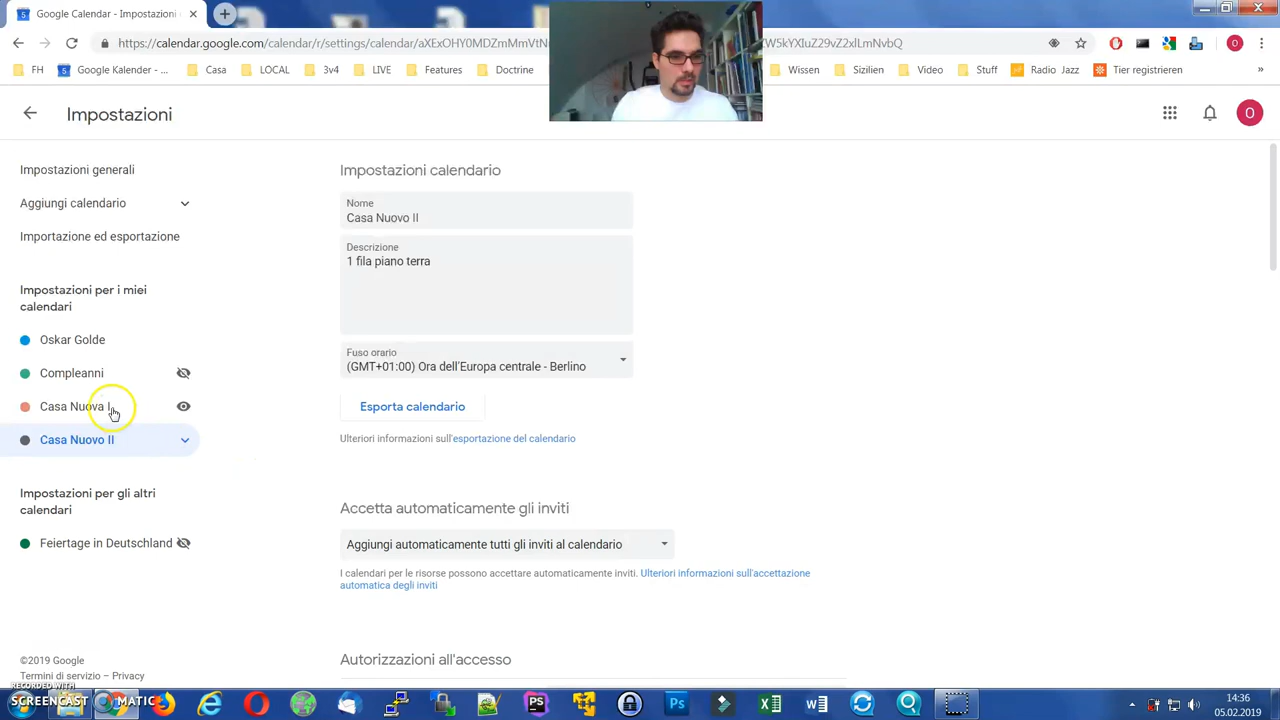 Google Calendar - Impostazioni
https://calendar.google.com/calendar/r/settings/calendar/
FH
Google Kalender - ...
Casa
LOCAL
3v4
LIVE
Features
Doctrine
Wissen
Sizilien
Video
Stuff
Radio Jazz
Tier registrieren
»
Impostazioni
O
Impostazioni generali
Aggiungi calendario
Importazione ed esportazione
Impostazioni per i miei
calendari
Oskar Golde
Compleanni
Casa Nuova I
Casa Nuovo II
Impostazioni per gli altri
calendari
Feiertage in Deutschland
©2019 Google
Termini di servizio – Privacy
Impostazioni calendario
Nome
Casa Nuovo II
Descrizione
1 fila piano terra
Fuso orario
(GMT+01:00) Ora dell'Europa centrale - Berlino
Esporta calendario
Ulteriori informazioni sull'esportazione del calendario
Accetta automaticamente gli inviti
Aggiungi automaticamente tutti gli inviti al calendario
I calendari per le risorse possono accettare automaticamente inviti. Ulteriori informazioni sull'accettazione
automatica degli inviti
Autorizzazioni all'accesso
RECORDED WITH
SCREENCAST MATIC
14:36
05.02.2019